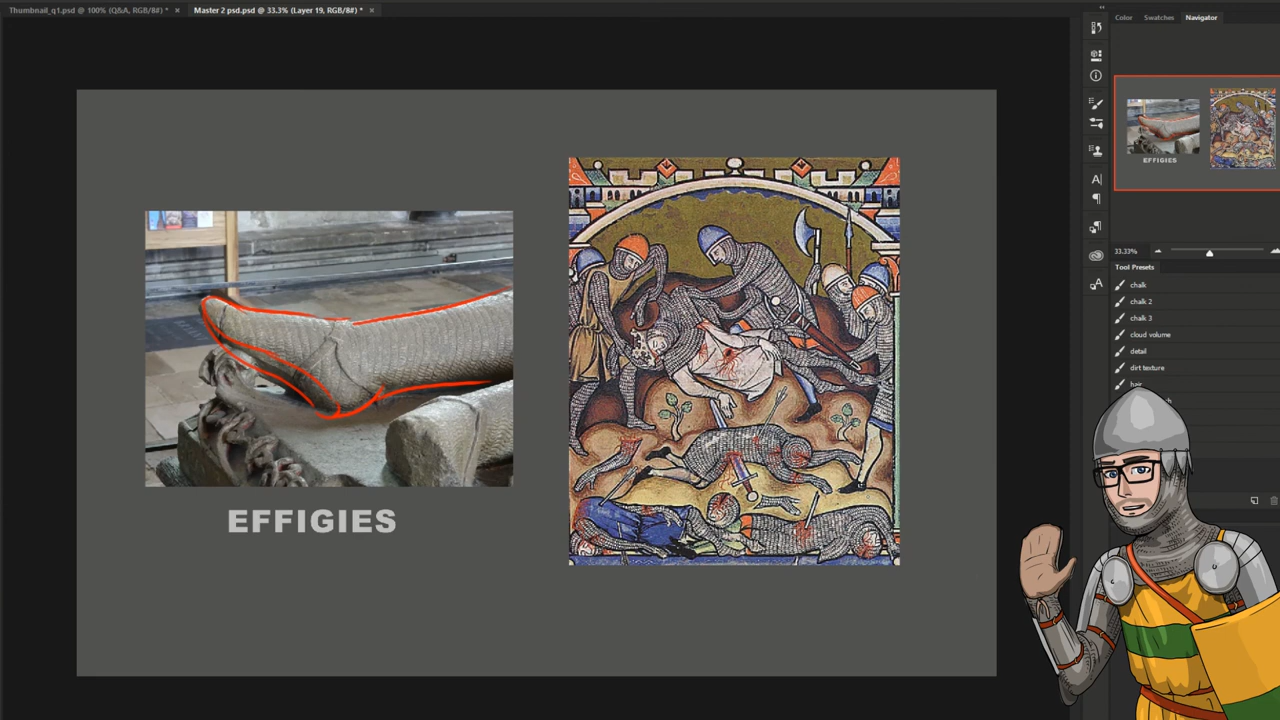 Thumbnail_q1.psd @ 100% (Q&A, RGB/8#) * × Master 2 psd.psd @ 33.3% (Layer 19, RGB/8#) * ×
Color Swatches Navigator
EFFIGIES
33.33%
Tool Presets
chalk
chalk 2
chalk 3
cloud volume
detail
dirt texture
hair
EFFIGIES